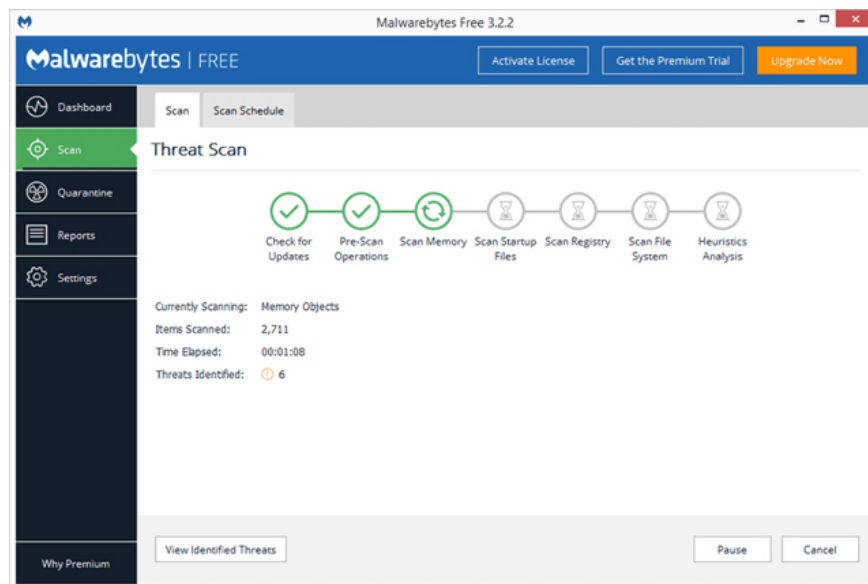 Malwarebytes Free 3.2.2
Malwarebytes | FREE
Activate License
Get the Premium Trial
Upgrade Now
Dashboard
Scan
Quarantine
Reports
Settings
Why Premium
Scan
Scan Schedule
Threat Scan
Check for
Updates
Pre-Scan
Operations
Scan Memory
Scan Startup
Files
Scan Registry
Scan File
System
Heuristics
Analysis
Currently Scanning: Memory Objects
Items Scanned: 2,711
Time Elapsed: 00:01:08
Threats Identified: 6
View Identified Threats
Pause
Cancel